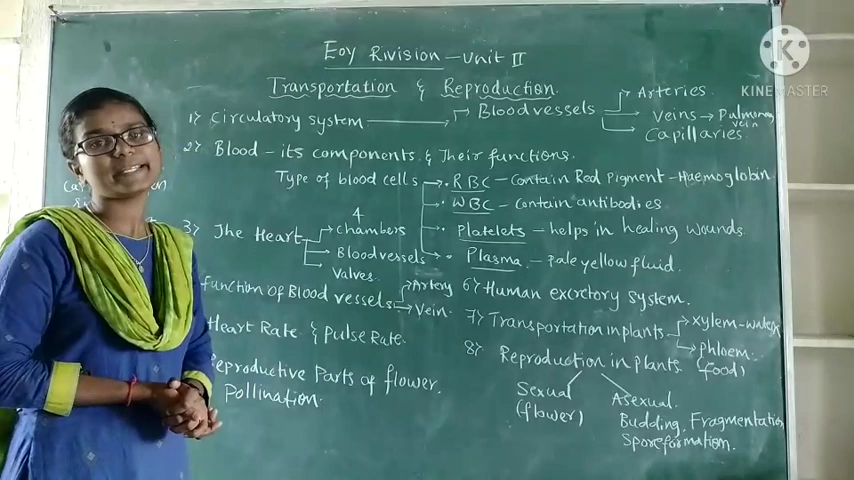 Eoy Rivision - Unit II
Transportation & Reproduction.
1) Circulatory system → Blood vessels → Arteries.
Veins → Pulmonary vein
Capillaries.
2) Blood - its components & Their functions.
Type of blood cells → RBC - Contain Red Pigment - Haemoglobin
WBC - Contain antibodies
Platelets - helps in healing wounds.
Plasma - Pale yellow fluid.
3) The Heart → 4 chambers
Blood vessels
Valves.
function of Blood vessels → Artery
→ Vein.
Heart Rate & Pulse Rate.
Reproductive Parts of flower.
Pollination.
6) Human excretory system.
7) Transportation in plants → Xylem - water
→ Phloem - (food)
8) Reproduction in plants.
Sexual (flower)
Asexual.
Budding, Fragmentation
Spore formation.
K
KINEMASTER